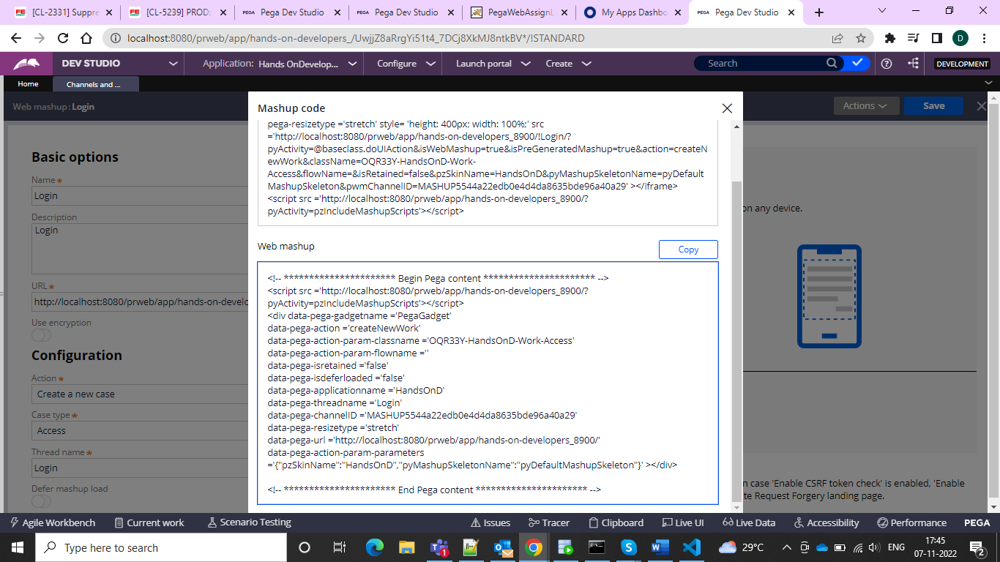 [CL-2331] Suppre
[CL-5239] PROD:
Pega Dev Studio
Pega Dev Studio
PegaWebAssignL
My Apps Dashbo
Pega Dev Studio
localhost:8080/prweb/app/hands-on-developers_/UwjjZ8aRrgYi51t4_7DCj8XkMJ8ntkBV*/!STANDARD
D
DEV STUDIO
Application: Hands OnDevelop...
Configure
Launch portal
Create
Search
DEVELOPMENT
Home
Channels and ...
Web mashup: Login
Actions
Save
Mashup code
pega-resizetype ='stretch' style= 'height: 400px; width: 100%;' src
='http://localhost:8080/prweb/app/hands-on-developers_8900/!Login/?
pyActivity=@baseclass.doUIAction&isWebMashup=true&isPreGeneratedMashup=true&action=createN
ewWork&className=OQR33Y-HandsOnD-Work-
Access&flowName=&isRetained=false&pzSkinName=HandsOnD&pyMashupSkeletonName=pyDefault
MashupSkeleton&pwmChannelID=MASHUP5544a22edb0e4d4da8635bde96a40a29' ></iframe>
<script src ='http://localhost:8080/prweb/app/hands-on-developers_8900/?
pyActivity=pzIncludeMashupScripts'></script>
Web mashup
Copy
<!-- ********************** Begin Pega content ********************** -->
<script src ='http://localhost:8080/prweb/app/hands-on-developers_8900/?
pyActivity=pzIncludeMashupScripts'></script>
<div data-pega-gadgetname ='PegaGadget'
data-pega-action ='createNewWork'
data-pega-action-param-classname ='OQR33Y-HandsOnD-Work-Access'
data-pega-action-param-flowname =''
data-pega-isretained ='false'
data-pega-isdeferloaded ='false'
data-pega-applicationname ='HandsOnD'
data-pega-threadname ='Login'
data-pega-channelID ='MASHUP5544a22edb0e4d4da8635bde96a40a29'
data-pega-resizetype ='stretch'
data-pega-url ='http://localhost:8080/prweb/app/hands-on-developers_8900/'
data-pega-action-param-parameters
='{"pzSkinName":"HandsOnD","pyMashupSkeletonName":"pyDefaultMashupSkeleton"}' ></div>
<!-- ********************** End Pega content ********************** -->
Basic options
Name *
Login
Description
Login
URL *
http://localhost:8080/prweb/app/hands-on-develo
Use encryption
Configuration
Action *
Create a new case
Case type *
Access
Thread name *
Login
Defer mashup load
on any device.
n case 'Enable CSRF token check' is enabled, 'Enable
te Request Forgery landing page.
Agile Workbench
Current work
Scenario Testing
Issues
Tracer
Clipboard
Live UI
Live Data
Accessibility
Performance
PEGA
Type here to search
29°C
ENG
17:45
07-11-2022
2